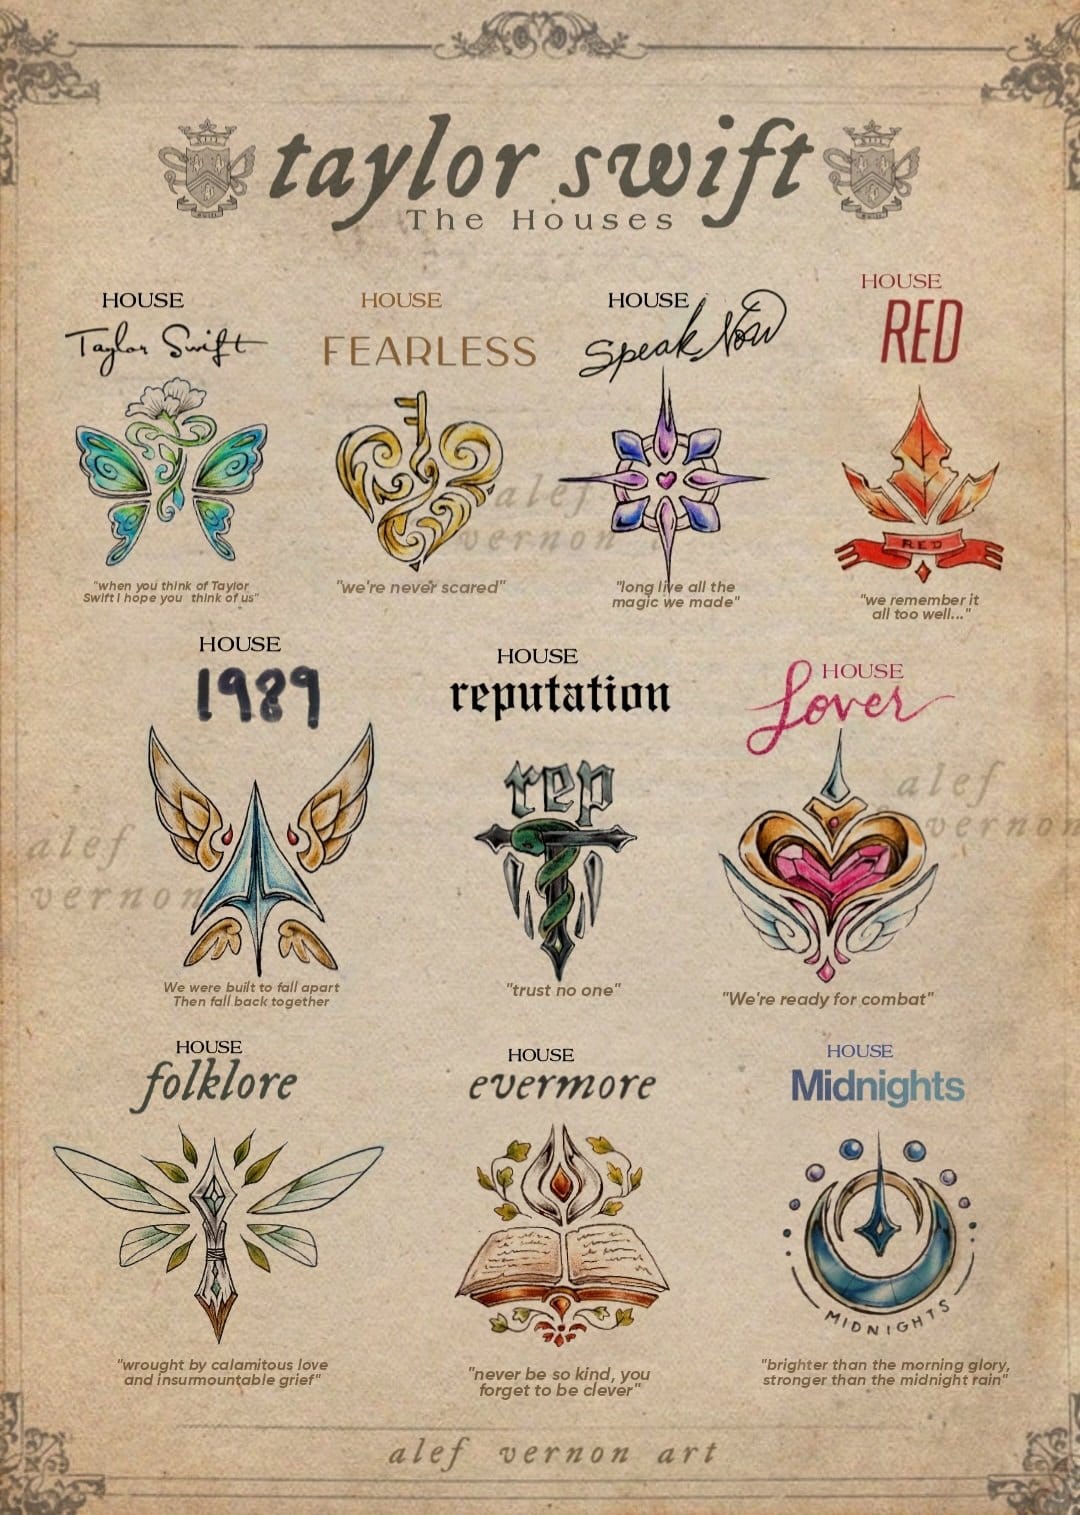 taylor swift
The Houses
HOUSE
Taylor Swift
"when you think of Taylor
Swift I hope you think of us"
HOUSE
FEARLESS
"we're never scared"
HOUSE
Speak Now
"long live all the
magic we made"
HOUSE
RED
RED
"we remember it
all too well..."
HOUSE
1989
We were built to fall apart
Then fall back together
HOUSE
reputation
rep
"trust no one"
HOUSE
Lover
"We're ready for combat"
HOUSE
folklore
"wrought by calamitous love
and insurmountable grief"
HOUSE
evermore
"never be so kind, you
forget to be clever"
HOUSE
Midnights
MIDNIGHTS
"brighter than the morning glory,
stronger than the midnight rain"
alef
vernon
alef
vernon
alef
vernon
alef vernon art